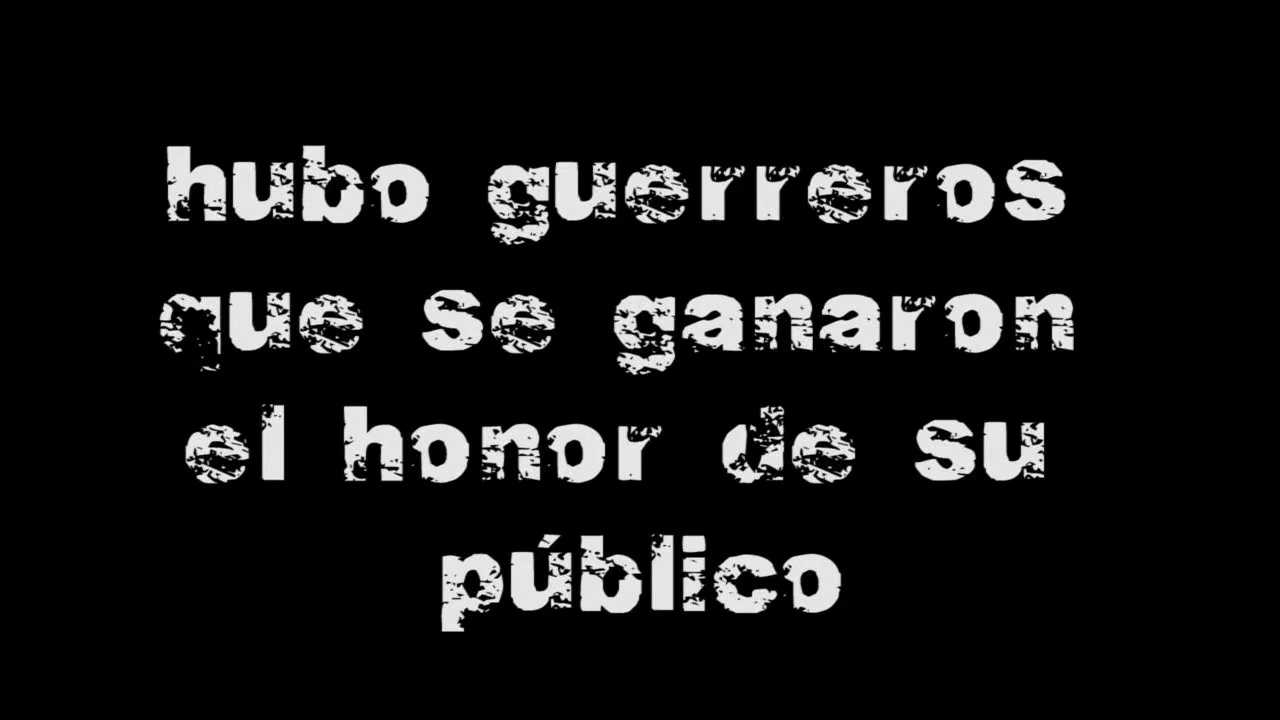 hubo guerreros
que se ganaron
el honor de su
público